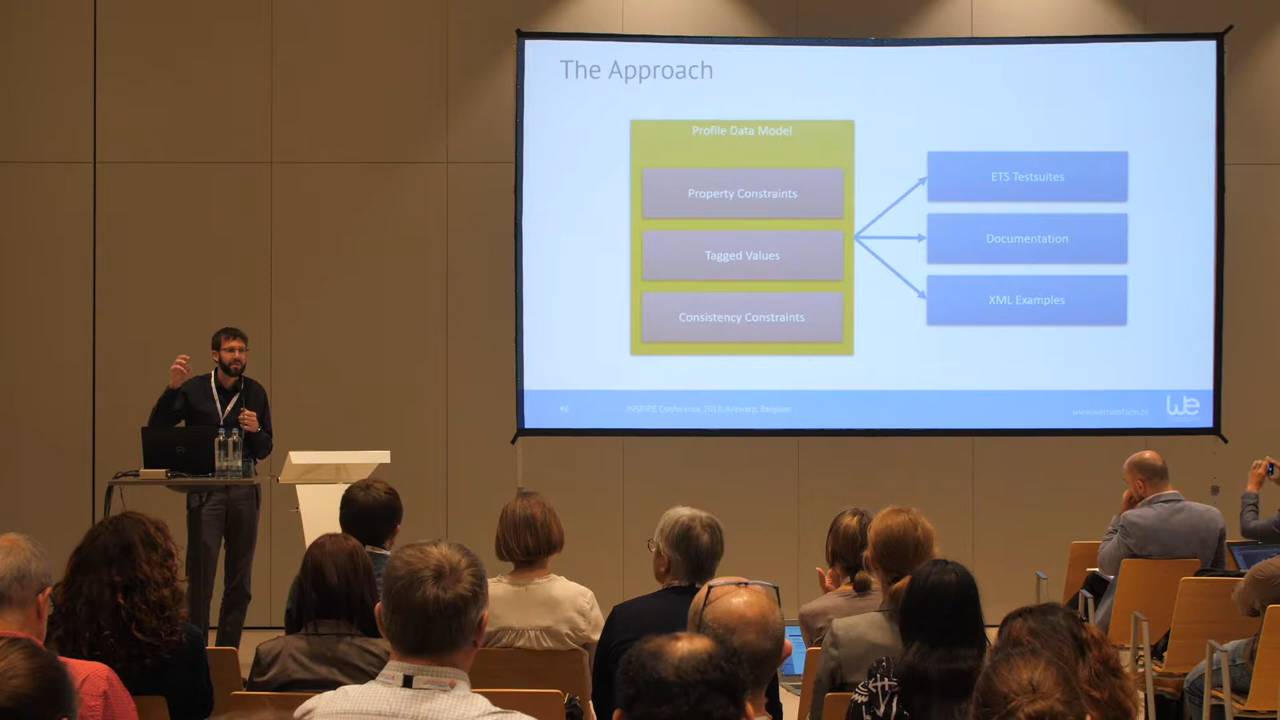 The Approach
Profile Data Model
Property Constraints
Tagged Values
Consistency Constraints
ETS Testsuites
Documentation
XML Examples
INSPIRE Conference, 2018, Antwerp, Belgium
we